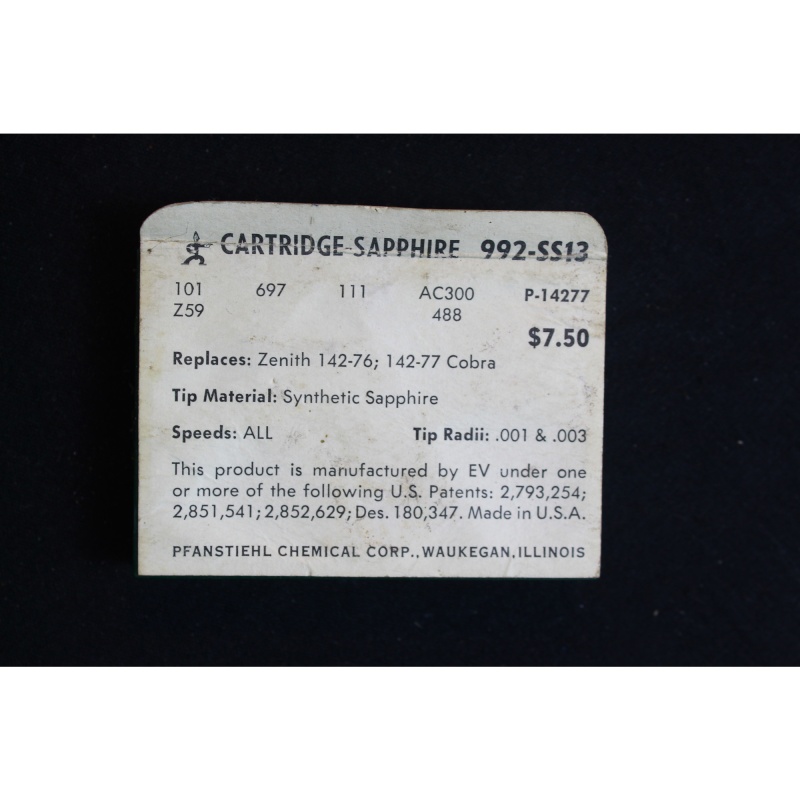 CARTRIDGE-SAPPHIRE 992-SS13
101 697 111 AC300 P-14277
Z59 488
$7.50
Replaces: Zenith 142-76; 142-77 Cobra
Tip Material: Synthetic Sapphire
Speeds: ALL Tip Radii: .001 & .003
This product is manufactured by EV under one
or more of the following U.S. Patents: 2,793,254;
2,851,541; 2,852,629; Des. 180,347. Made in U.S.A.
PFANSTIEHL CHEMICAL CORP., WAUKEGAN, ILLINOIS